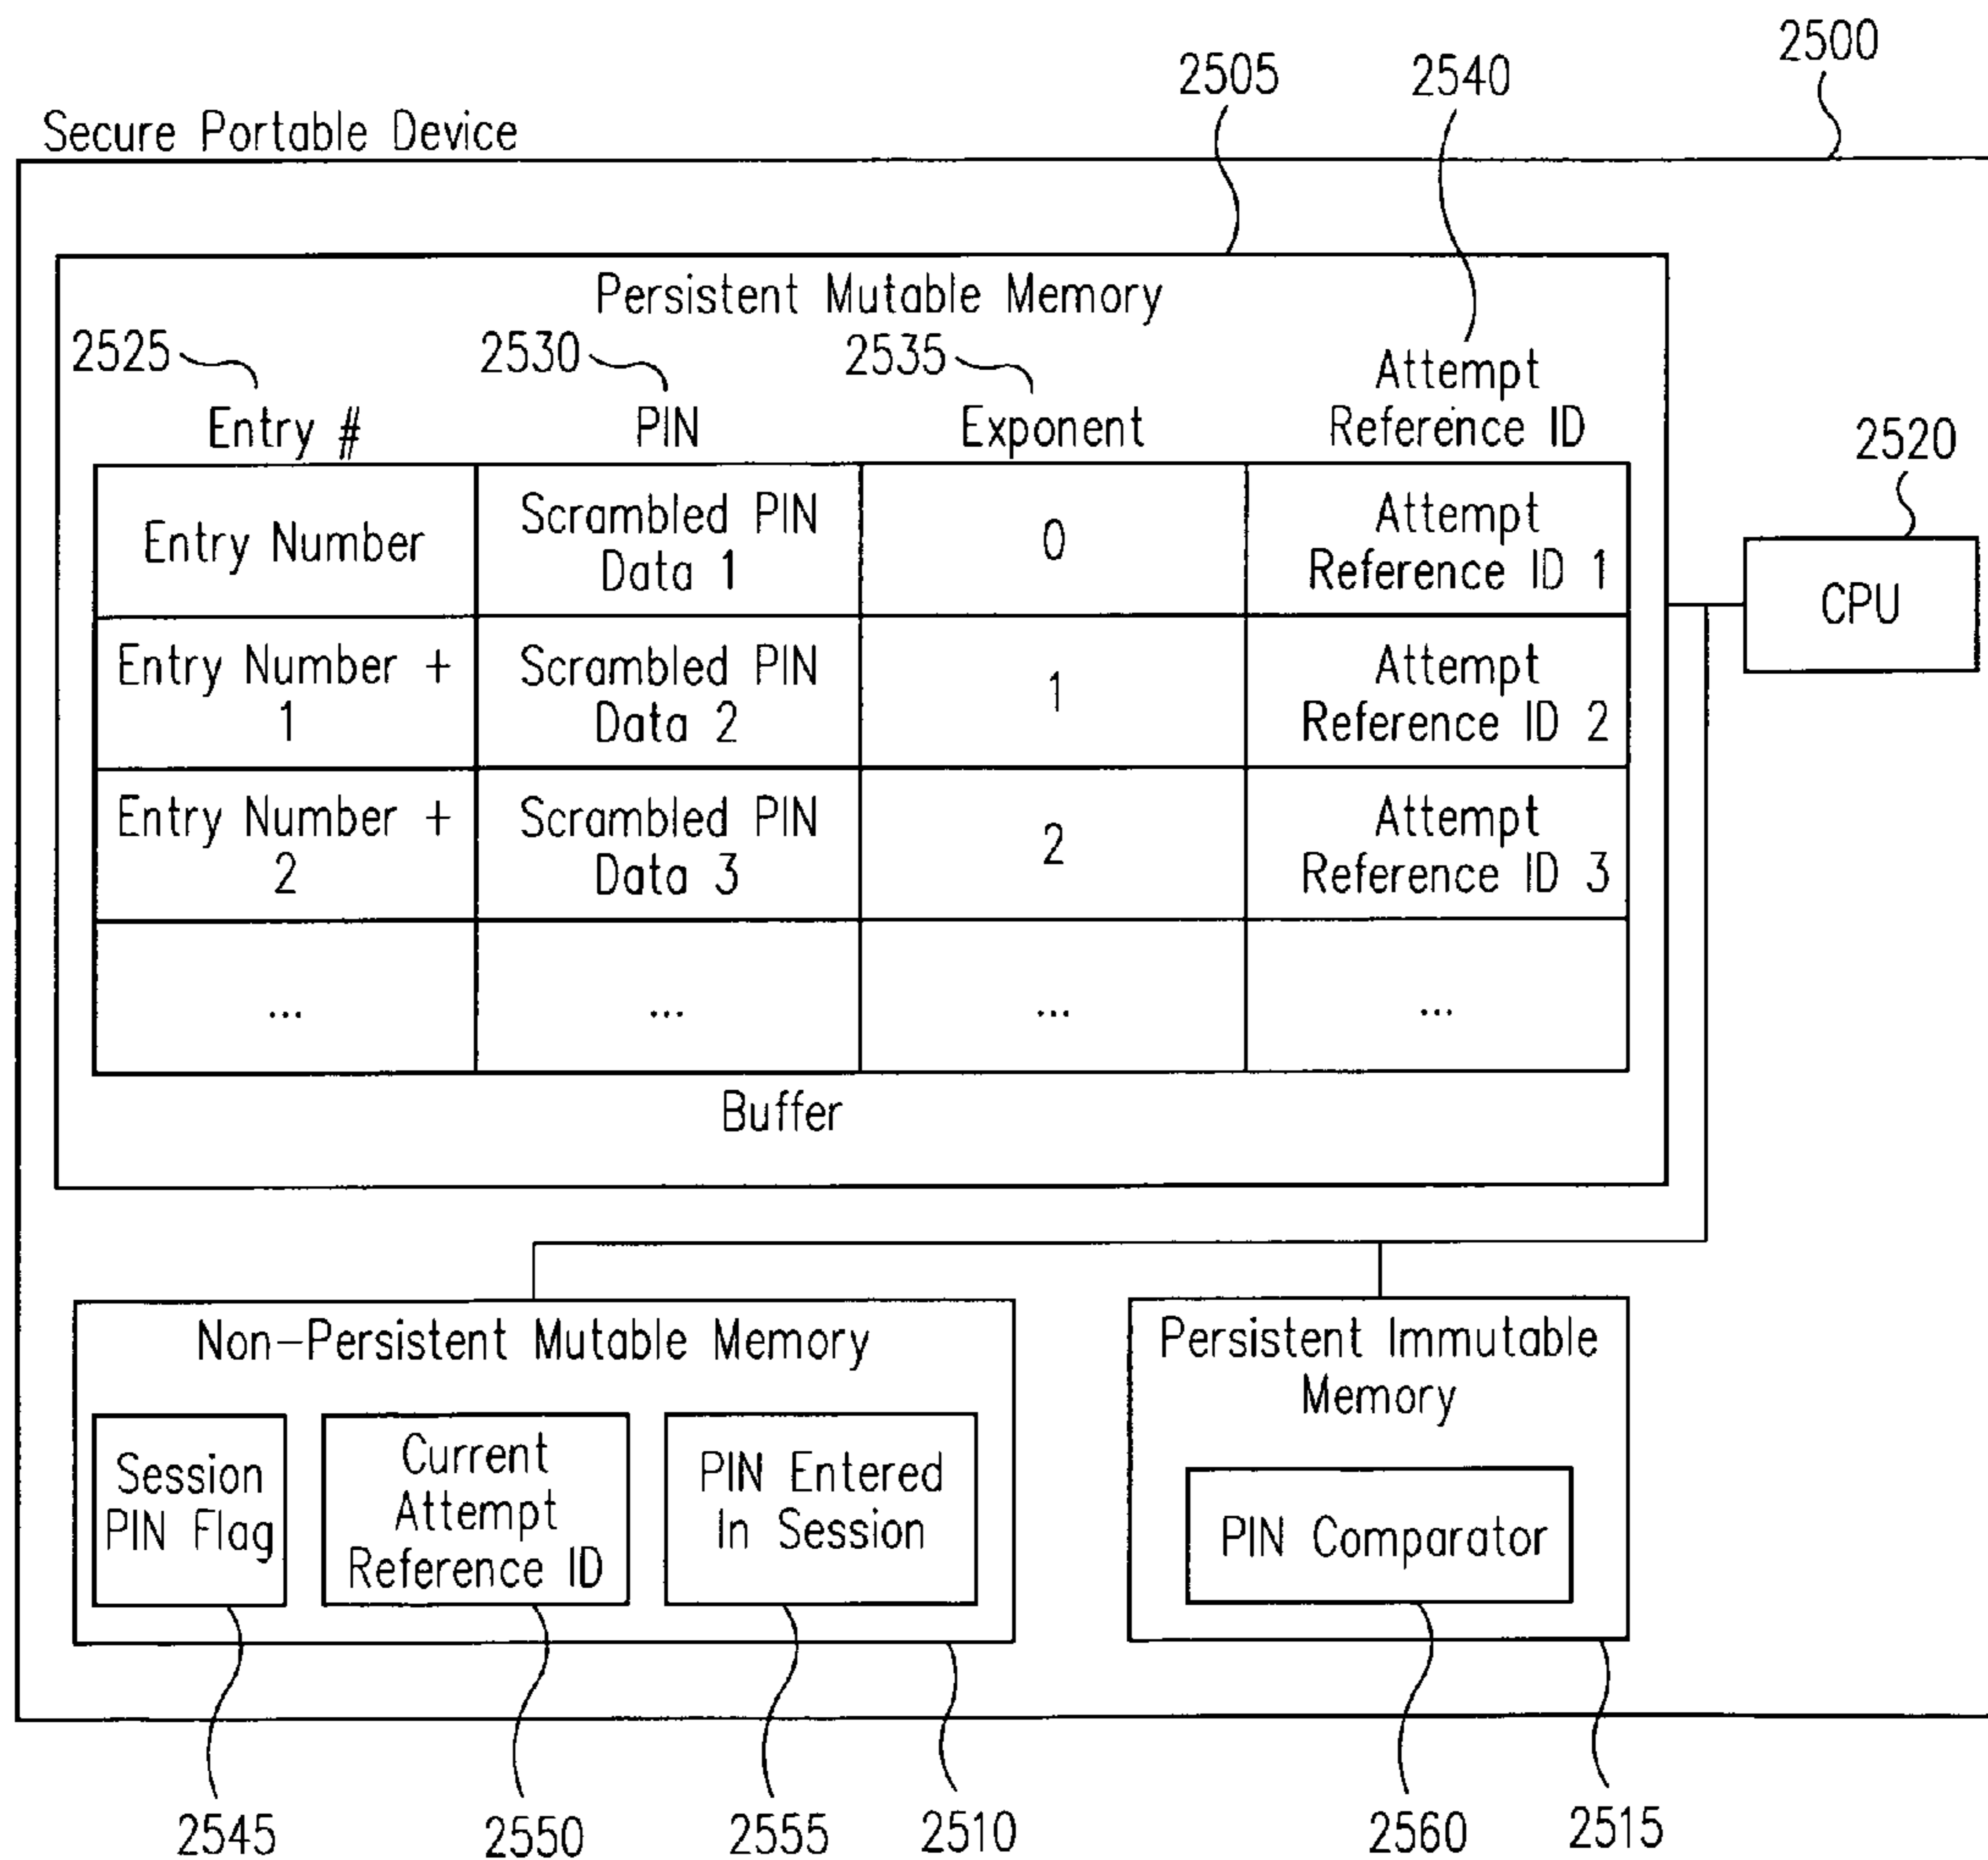 2500
2505
2540
Secure Portable Device
Persistent Mutable Memory
2525
2530
2535
Attempt
Reference ID
Entry #
PIN
Exponent
2520
Entry Number
Scrambled PIN
Data 1
0
Attempt
Reference ID 1
CPU
Entry Number +
1
Scrambled PIN
Data 2
1
Attempt
Reference ID 2
Entry Number +
2
Scrambled PIN
Data 3
2
Attempt
Reference ID 3
...
...
...
...
Buffer
Non-Persistent Mutable Memory
Session
PIN Flag
Current
Attempt
Reference ID
PIN Entered
In Session
Persistent Immutable
Memory
PIN Comparator
2545
2550
2555
2510
2560
2515